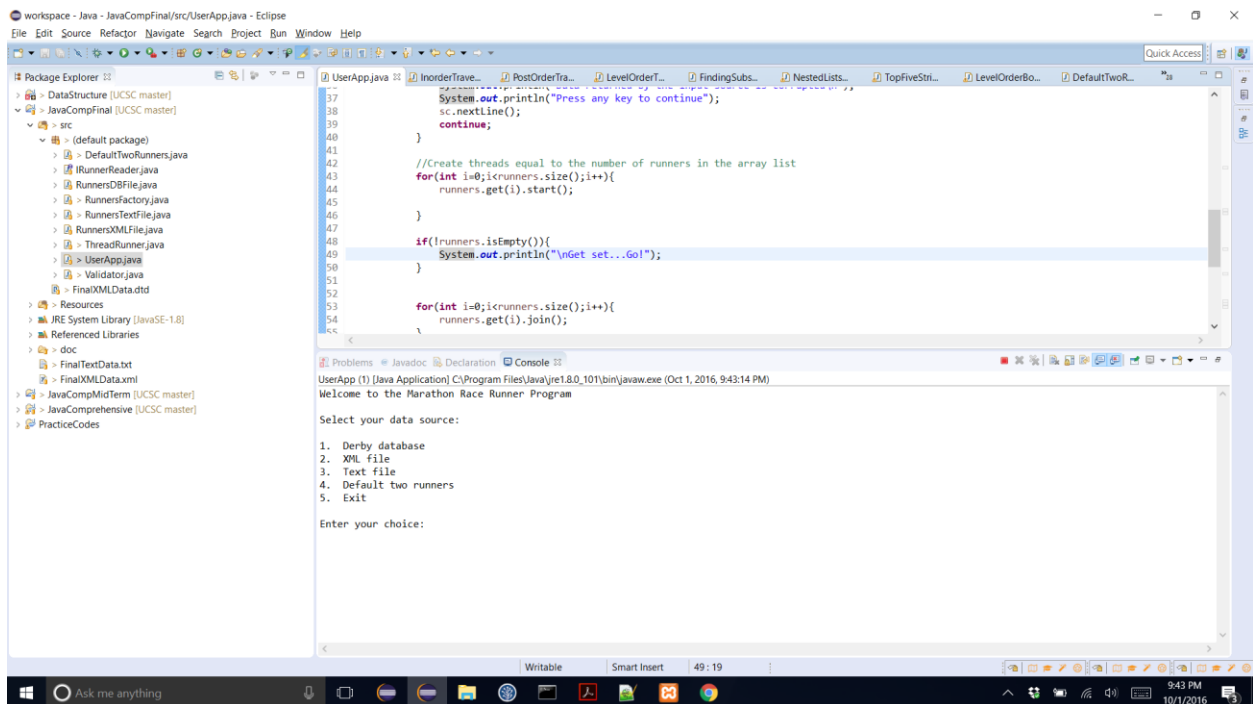 workspace - Java - JavaCompFinal/src/UserApp.java - Eclipse
File Edit Source Refactor Navigate Search Project Run Window Help
Quick Access
Package Explorer
> DataStructure [UCSC master]
> JavaCompFinal [UCSC master]
> src
> (default package)
> DefaultTwoRunners.java
IRunnerReader.java
RunnersDBFile.java
> RunnersFactory.java
> RunnersTextFile.java
RunnersXMLFile.java
> ThreadRunner.java
> UserApp.java
> Validator.java
> FinalXMLData.dtd
> Resources
JRE System Library [JavaSE-1.8]
Referenced Libraries
> doc
> FinalTextData.txt
> FinalXMLData.xml
> JavaCompMidTerm [UCSC master]
> JavaComprehensive [UCSC master]
> PracticeCodes
UserApp.java InorderTrave... PostOrderTra... LevelOrderT... FindingSubs... NestedLists... TopFiveStri... LevelOrderBo... DefaultTwoR... »28
37 System.out.println("Press any key to continue");
38 sc.nextLine();
39 continue;
40 }
41
42 //Create threads equal to the number of runners in the array list
43 for(int i=0;i<runners.size();i++){
44 runners.get(i).start();
45
46 }
47
48 if(!runners.isEmpty()){
49 System.out.println("\nGet set...Go!");
50 }
51
52
53 for(int i=0;i<runners.size();i++){
54 runners.get(i).join();
55 }
Problems @ Javadoc Declaration Console
UserApp (1) [Java Application] C:\Program Files\Java\jre1.8.0_101\bin\javaw.exe (Oct 1, 2016, 9:43:14 PM)
Welcome to the Marathon Race Runner Program
Select your data source:
1. Derby database
2. XML file
3. Text file
4. Default two runners
5. Exit
Enter your choice:
Writable Smart Insert 49 : 19
Ask me anything
9:43 PM
10/1/2016
3